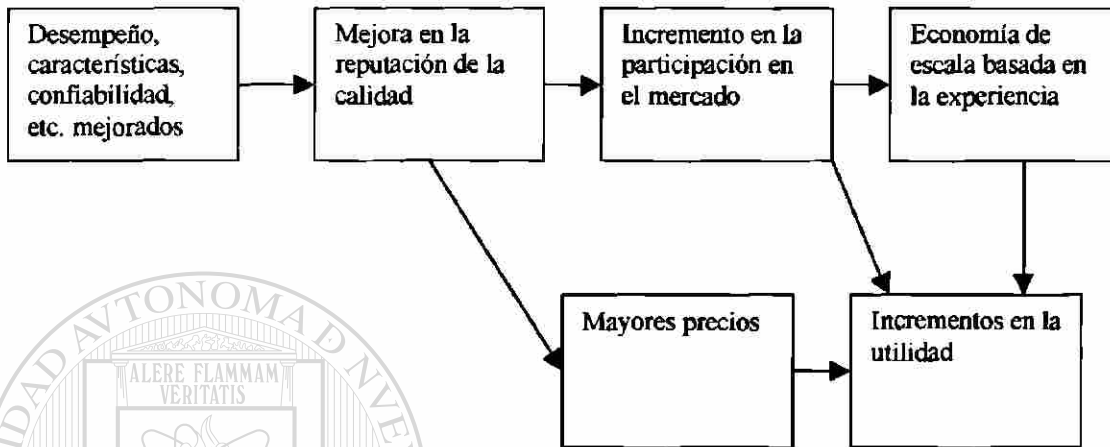 Desempeño,
características,
confiabilidad,
etc. mejorados
Mejora en la
reputación de la
calidad
Incremento en la
participación en
el mercado
Economía de
escala basada en
la experiencia
Mayores precios
Incrementos en la
utilidad
AVTONOMA D
ALERE FLAMMAM
VERITATIS